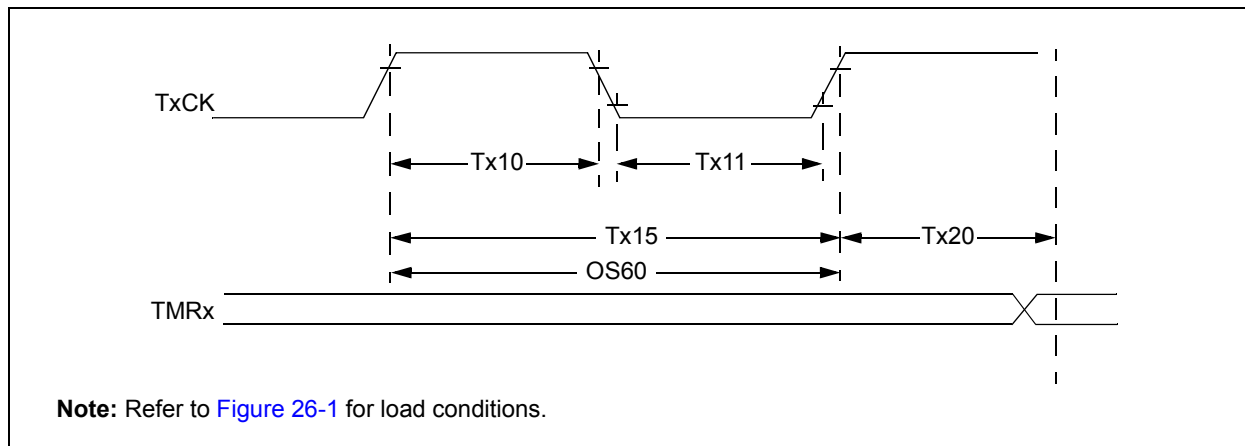 TxCK
Tx10
Tx11
Tx15
Tx20
OS60
TMRx
Note: Refer to Figure 26-1 for load conditions.